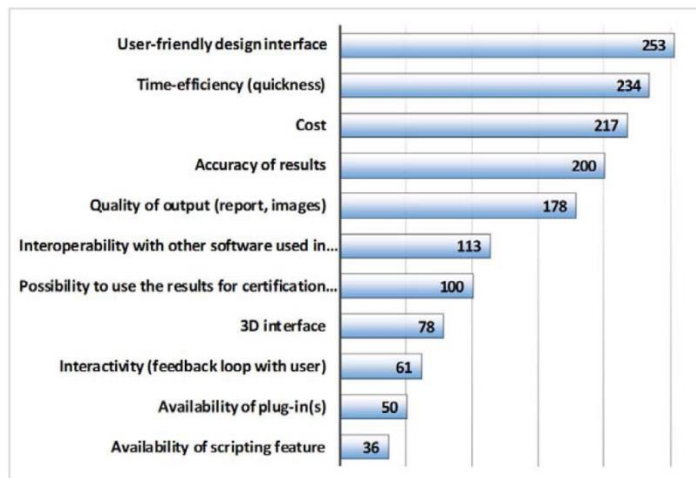 User-friendly design interface 253
Time-efficiency (quickness) 234
Cost 217
Accuracy of results 200
Quality of output (report, images) 178
Interoperability with other software used in... 113
Possibility to use the results for certification... 100
3D interface 78
Interactivity (feedback loop with user) 61
Availability of plug-in(s) 50
Availability of scripting feature 36